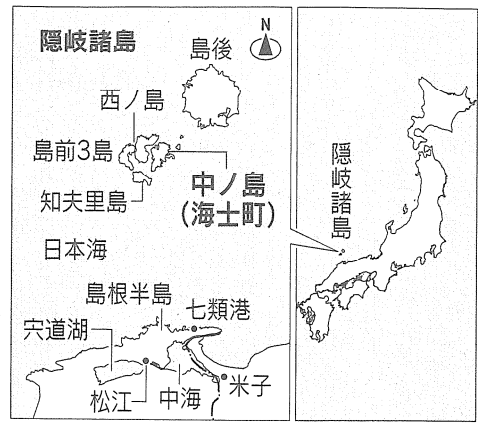 隠岐諸島
N
島後
西ノ島
島前3島
知夫里島
中ノ島
（海士町）
日本海
島根半島
七類港
宍道湖
松江
中海
米子
隠岐諸島